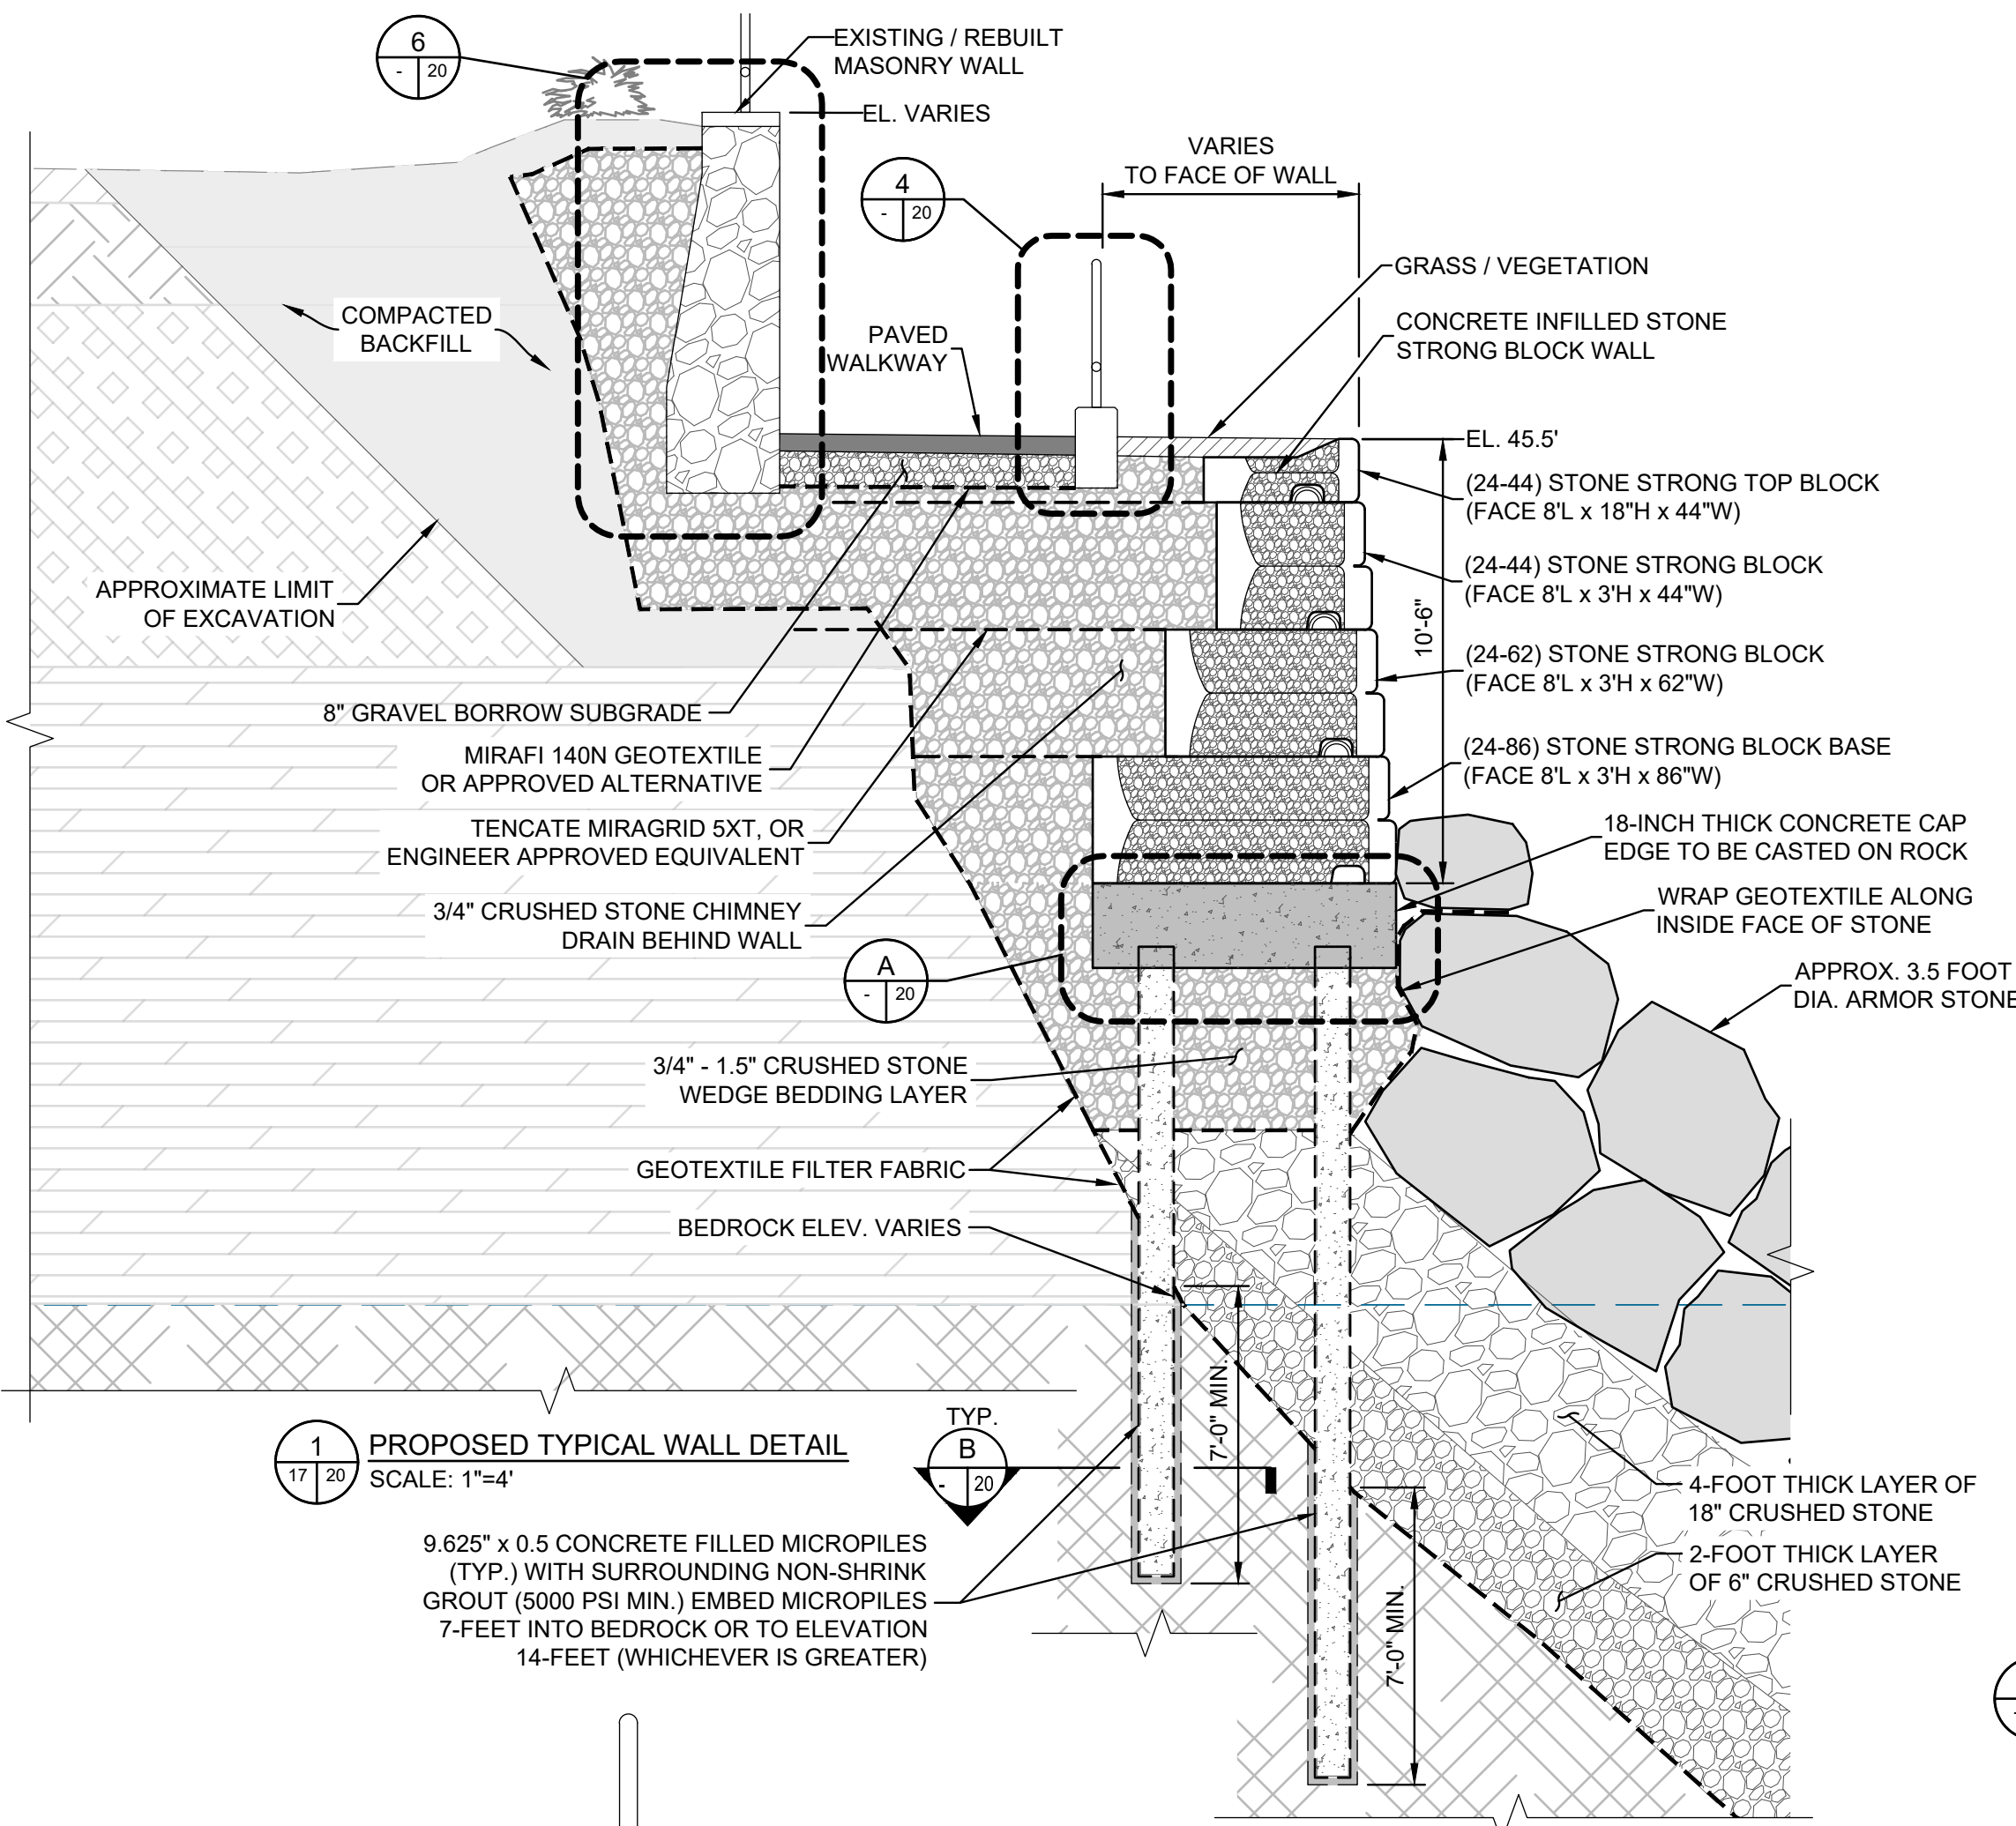 6
- 20
EXISTING / REBUILT
MASONRY WALL
EL. VARIES
VARIES
TO FACE OF WALL
4
- 20
GRASS / VEGETATION
COMPACTED
BACKFILL
PAVED
WALKWAY
CONCRETE INFILLED STONE
STRONG BLOCK WALL
EL. 45.5'
(24-44) STONE STRONG TOP BLOCK
(FACE 8'L x 18"H x 44"W)
APPROXIMATE LIMIT
OF EXCAVATION
(24-44) STONE STRONG BLOCK
(FACE 8'L x 3'H x 44"W)
10'-6"
(24-62) STONE STRONG BLOCK
(FACE 8'L x 3'H x 62"W)
8" GRAVEL BORROW SUBGRADE
MIRAFI 140N GEOTEXTILE
OR APPROVED ALTERNATIVE
(24-86) STONE STRONG BLOCK BASE
(FACE 8'L x 3'H x 86"W)
TENCATE MIRAGRID 5XT, OR
ENGINEER APPROVED EQUIVALENT
18-INCH THICK CONCRETE CAP
EDGE TO BE CASTED ON ROCK
3/4" CRUSHED STONE CHIMNEY
DRAIN BEHIND WALL
WRAP GEOTEXTILE ALONG
INSIDE FACE OF STONE
A
- 20
APPROX. 3.5 FOOT
DIA. ARMOR STONE
3/4" - 1.5" CRUSHED STONE
WEDGE BEDDING LAYER
GEOTEXTILE FILTER FABRIC
BEDROCK ELEV. VARIES
7'-0" MIN.
1
17 20
PROPOSED TYPICAL WALL DETAIL
SCALE: 1"=4'
TYP.
B
- 20
4-FOOT THICK LAYER OF
18" CRUSHED STONE
9.625" x 0.5 CONCRETE FILLED MICROPILES
(TYP.) WITH SURROUNDING NON-SHRINK
GROUT (5000 PSI MIN.) EMBED MICROPILES
7-FEET INTO BEDROCK OR TO ELEVATION
14-FEET (WHICHEVER IS GREATER)
2-FOOT THICK LAYER
OF 6" CRUSHED STONE
7'-0" MIN.